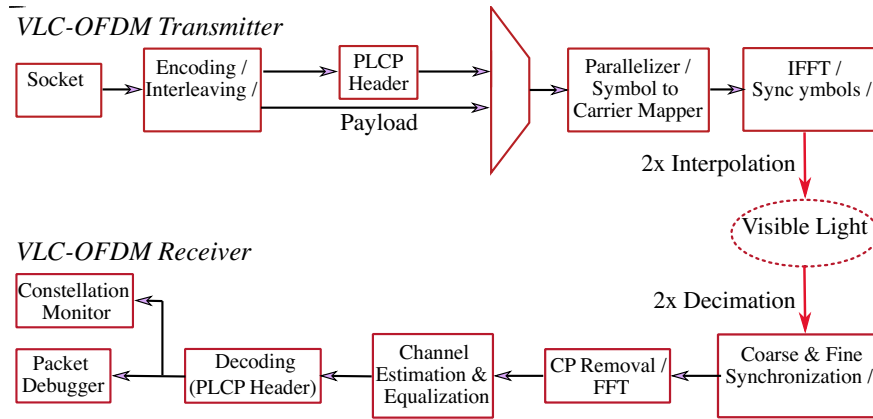 VLC-OFDM Transmitter
Socket
Encoding /
Interleaving /
PLCP
Header
Payload
Parallelizer /
Symbol to
Carrier Mapper
IFFT /
Sync ymbols /
2x Interpolation
Visible Light
2x Decimation
VLC-OFDM Receiver
Constellation
Monitor
Packet
Debugger
Decoding
(PLCP Header)
Channel
Estimation &
Equalization
CP Removal /
FFT
Coarse & Fine
Synchronization /